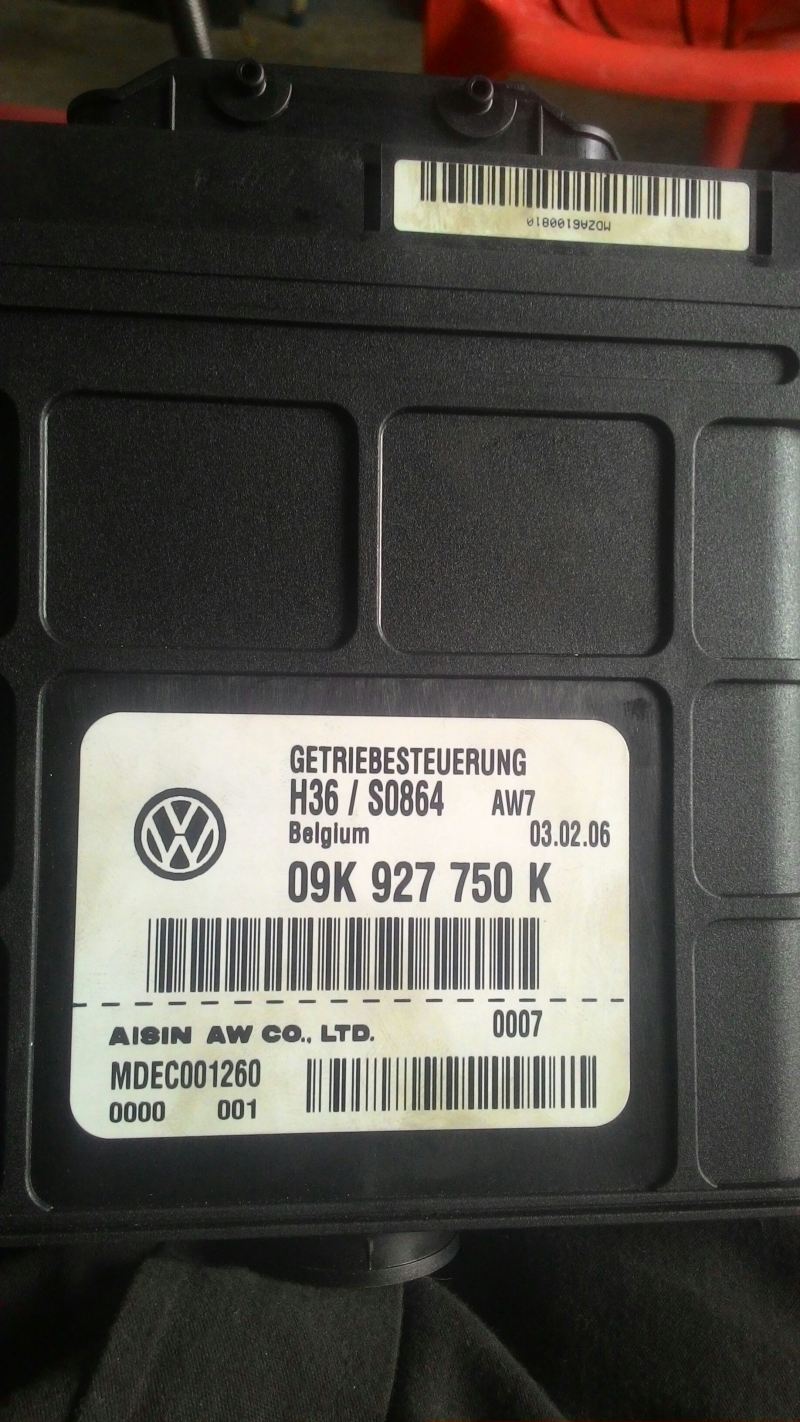 MDZA6100810
GETRIEBESTEUERUNG
H36 / S0864 AW7
Belgium 03.02.06
09K 927 750 K
AISIN AW CO., LTD. 0007
MDEC001260
0000 001